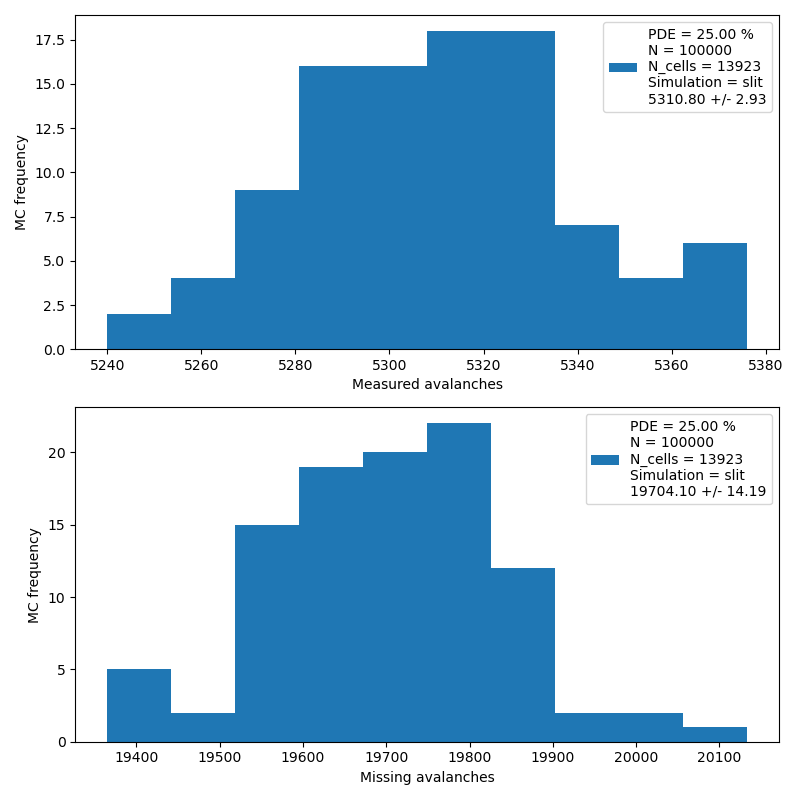 17.5
15.0
12.5
10.0
7.5
5.0
2.5
0.0
MC frequency
PDE = 25.00 %
N = 100000
N_cells = 13923
Simulation = slit
5310.80 +/- 2.93
5240 5260 5280 5300 5320 5340 5360 5380
Measured avalanches
20
15
10
5
0
MC frequency
PDE = 25.00 %
N = 100000
N_cells = 13923
Simulation = slit
19704.10 +/- 14.19
19400 19500 19600 19700 19800 19900 20000 20100
Missing avalanches